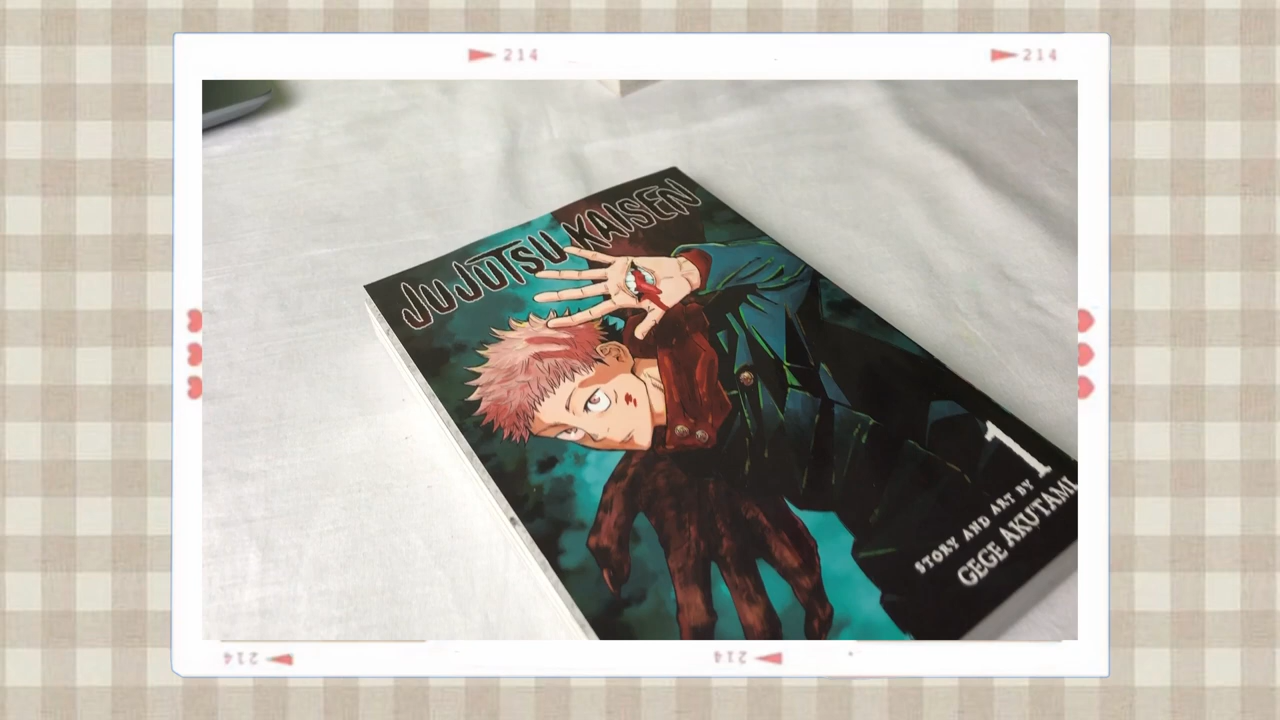 214 214
JUJUTSU KAISEN
1
STORY AND ART BY
GEGE AKUTAMI
214 214